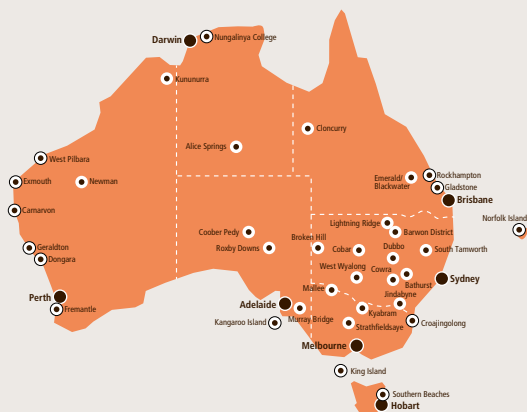 Darwin
Nungalinya College
Kununurra
Cloncurry
Alice Springs
West Pilbara
Exmouth
Newman
Emerald/
Blackwater
Rockhampton
Gladstone
Brisbane
Carnarvon
Norfolk Island
Lightning Ridge
Barwon District
Coober Pedy
Broken Hill
Roxby Downs
Cobar
Dubbo
South Tamworth
Geraldton
Dongara
West Wyalong
Cowra
Bathurst
Sydney
Mallee
Jindabyne
Perth
Fremantle
Adelaide
Murray Bridge
Kyabram
Kangaroo Island
Strathfieldsaye
Croajingolong
Melbourne
King Island
Southern Beaches
Hobart